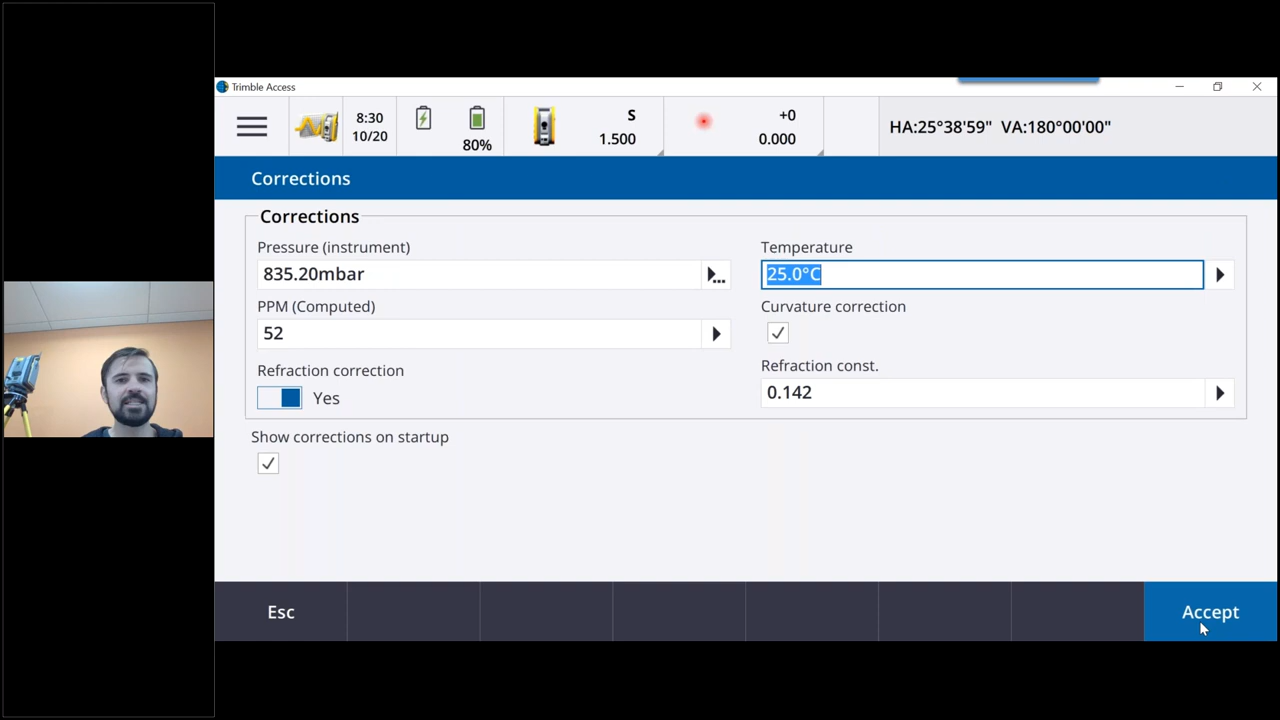 Trimble Access
8:30
10/20
80%
S
1.500
+0
0.000
HA:25°38'59" VA:180°00'00"
Corrections
Corrections
Pressure (instrument)
835.20mbar
Temperature
25.0°C
PPM (Computed)
52
Curvature correction
Refraction correction
Yes
Refraction const.
0.142
Show corrections on startup
Esc
Accept